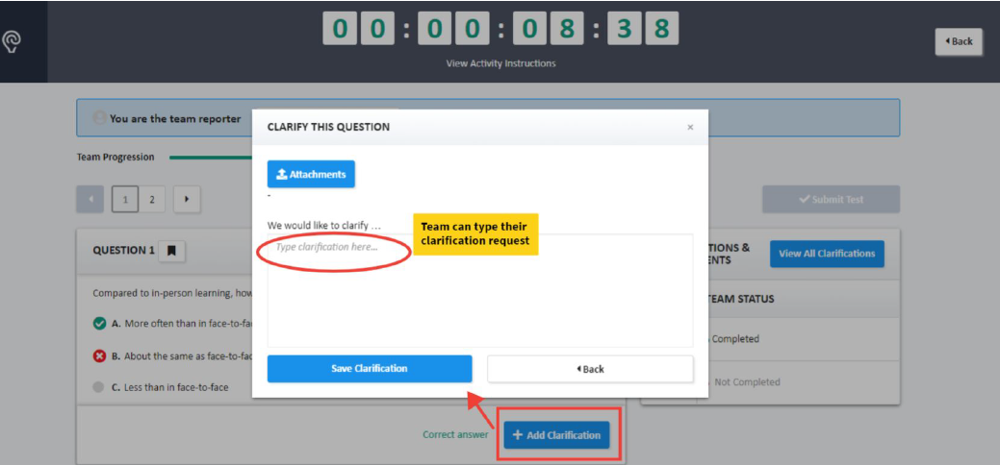 00:00:08:38
View Activity Instructions
Back
You are the team reporter
Team Progression
1
2
Submit Test
CLARIFY THIS QUESTION
×
Attachments
-
We would like to clarify ...
Type clarification here...
Team can type their
clarification request
Save Clarification
Back
QUESTION 1
Compared to in-person learning, how
A. More often than in face-to-fa
B. About the same as face-to-fac
C. Less than in face-to-face
Correct answer
+ Add Clarification
TIONS &
ENTS
View All Clarifications
TEAM STATUS
Completed
Not Completed